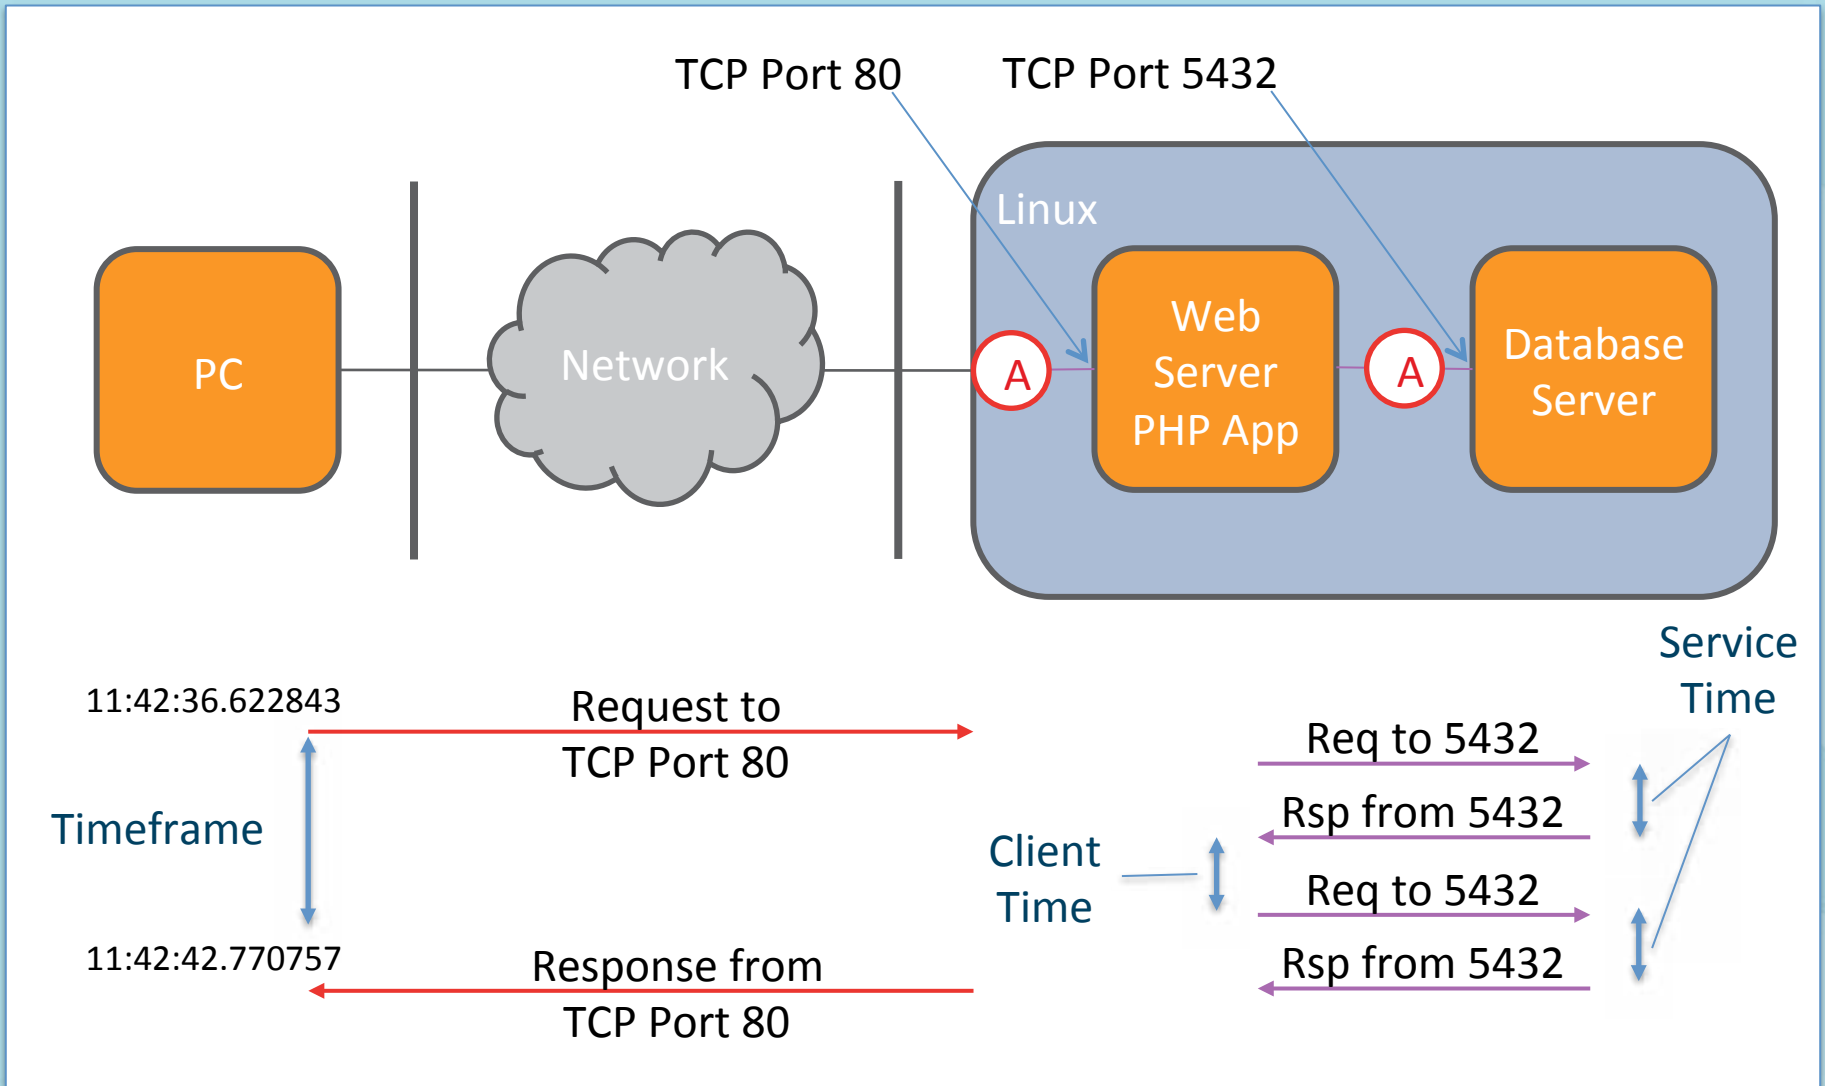 TCP Port 80
TCP Port 5432
Linux
PC
Network
A
Web
Server
PHP App
A
Database
Server
Service
Time
11:42:36.622843
Request to
TCP Port 80
Req to 5432
Rsp from 5432
Timeframe
Client
Time
Req to 5432
Rsp from 5432
11:42:42.770757
Response from
TCP Port 80